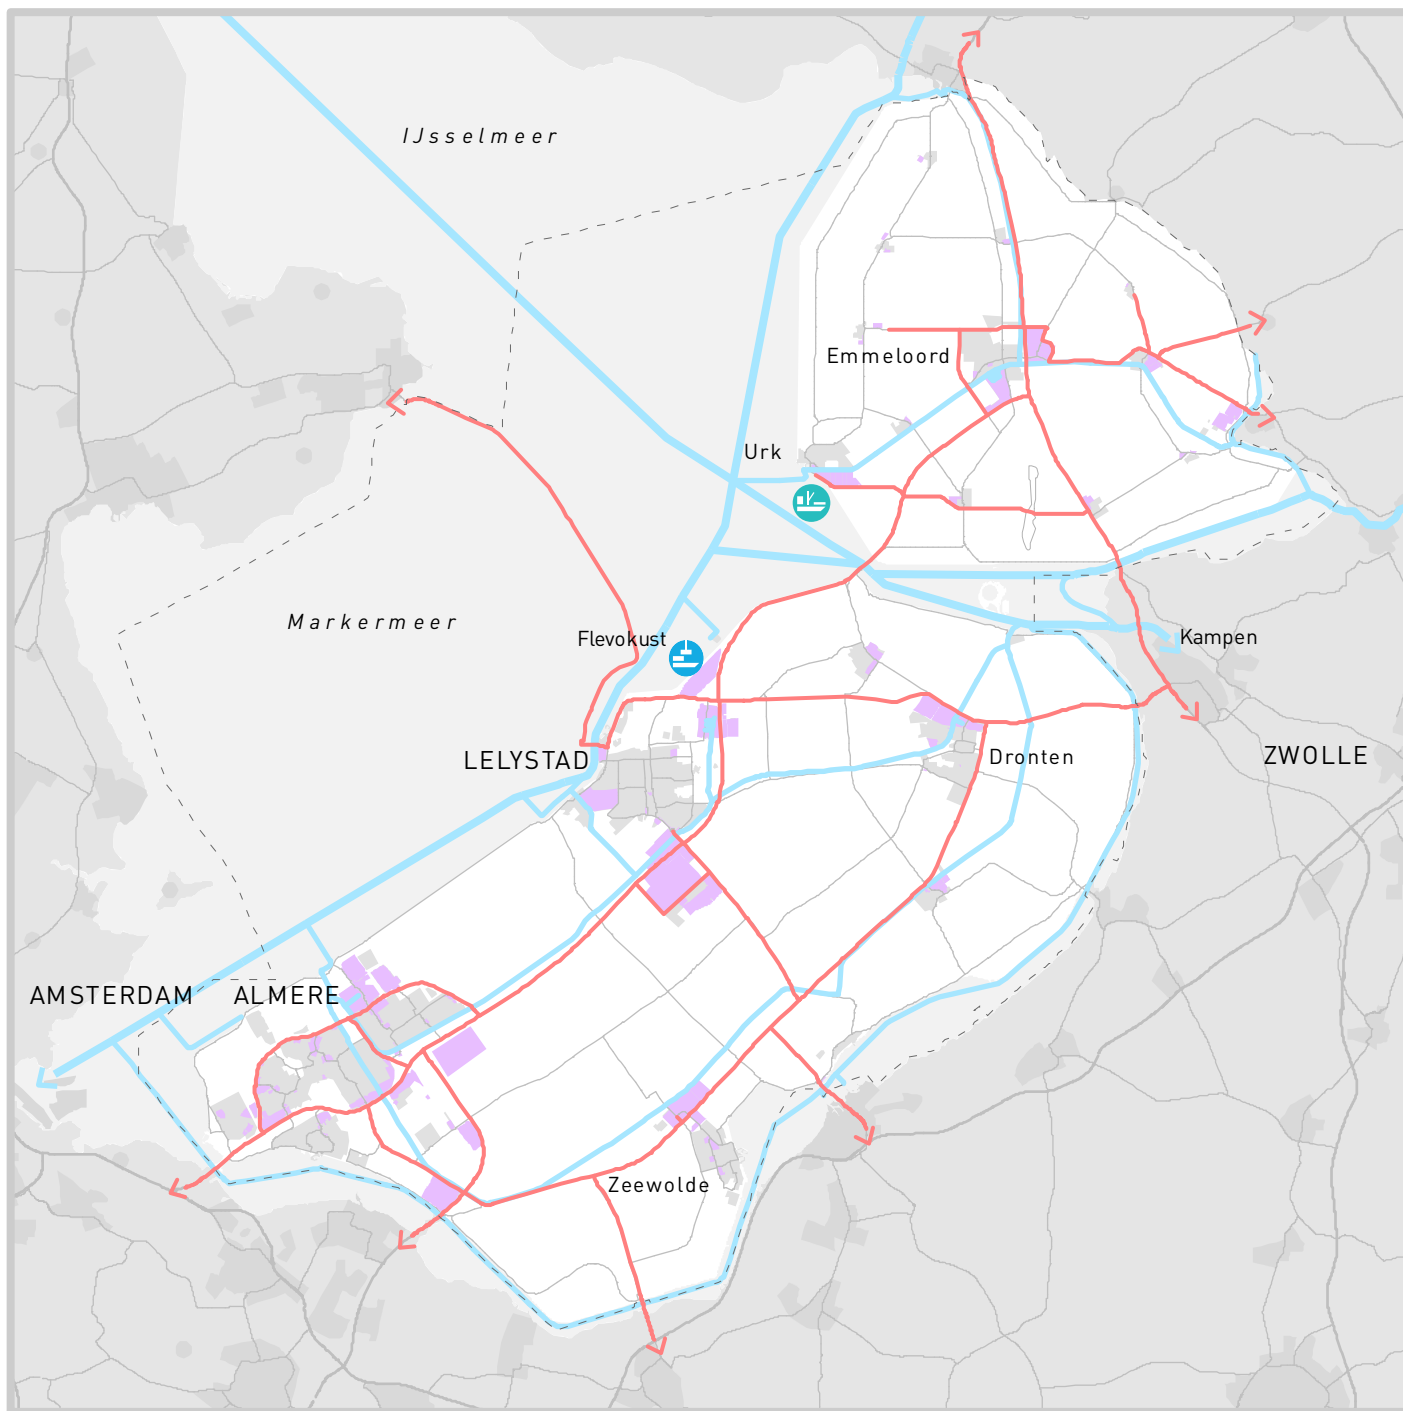 IJsselmeer
Emmeloord
Urk
Markermeer
Flevokust
Kampen
LELYSTAD
Dronten
ZWOLLE
AMSTERDAM
ALMERE
Zeewolde